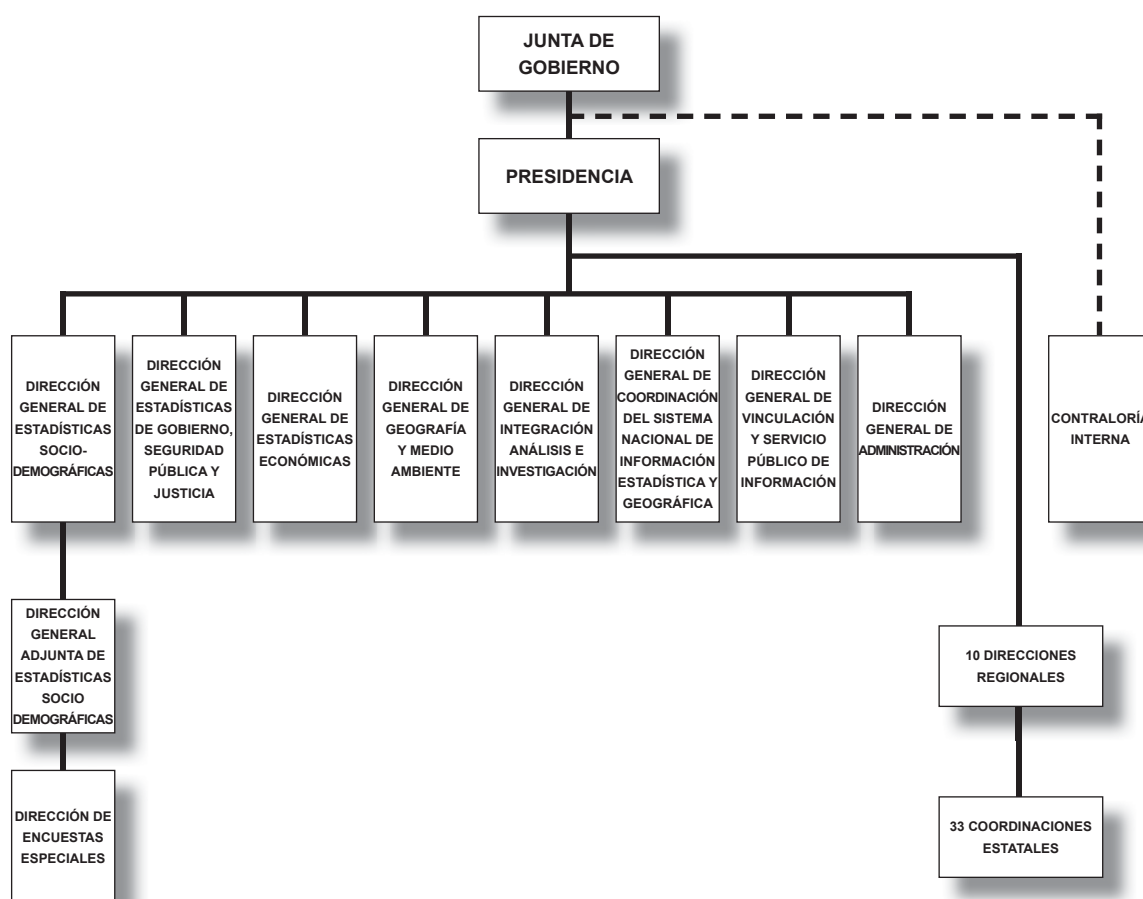 JUNTA DE
GOBIERNO
PRESIDENCIA
DIRECCIÓN
GENERAL DE
ESTADÍSTICAS
SOCIO-
DEMOGRÁFICAS
DIRECCIÓN
GENERAL DE
ESTADÍSTICAS
DE GOBIERNO,
SEGURIDAD
PÚBLICA Y
JUSTICIA
DIRECCIÓN
GENERAL DE
ESTADÍSTICAS
ECONÓMICAS
DIRECCIÓN
GENERAL DE
GEOGRAFÍA
Y MEDIO
AMBIENTE
DIRECCIÓN
GENERAL DE
INTEGRACIÓN
ANÁLISIS E
INVESTIGACIÓN
DIRECCIÓN
GENERAL DE
COORDINACIÓN
DEL SISTEMA
NACIONAL DE
INFORMACIÓN
ESTADÍSTICA Y
GEOGRÁFICA
DIRECCIÓN
GENERAL DE
VINCULACIÓN
Y SERVICIO
PÚBLICO DE
INFORMACIÓN
DIRECCIÓN
GENERAL DE
ADMINISTRACIÓN
CONTRALORÍA
INTERNA
DIRECCIÓN
GENERAL
ADJUNTA DE
ESTADÍSTICAS
SOCIO
DEMOGRÁFICAS
10 DIRECCIONES
REGIONALES
DIRECCIÓN DE
ENCUESTAS
ESPECIALES
33 COORDINACIONES
ESTATALES